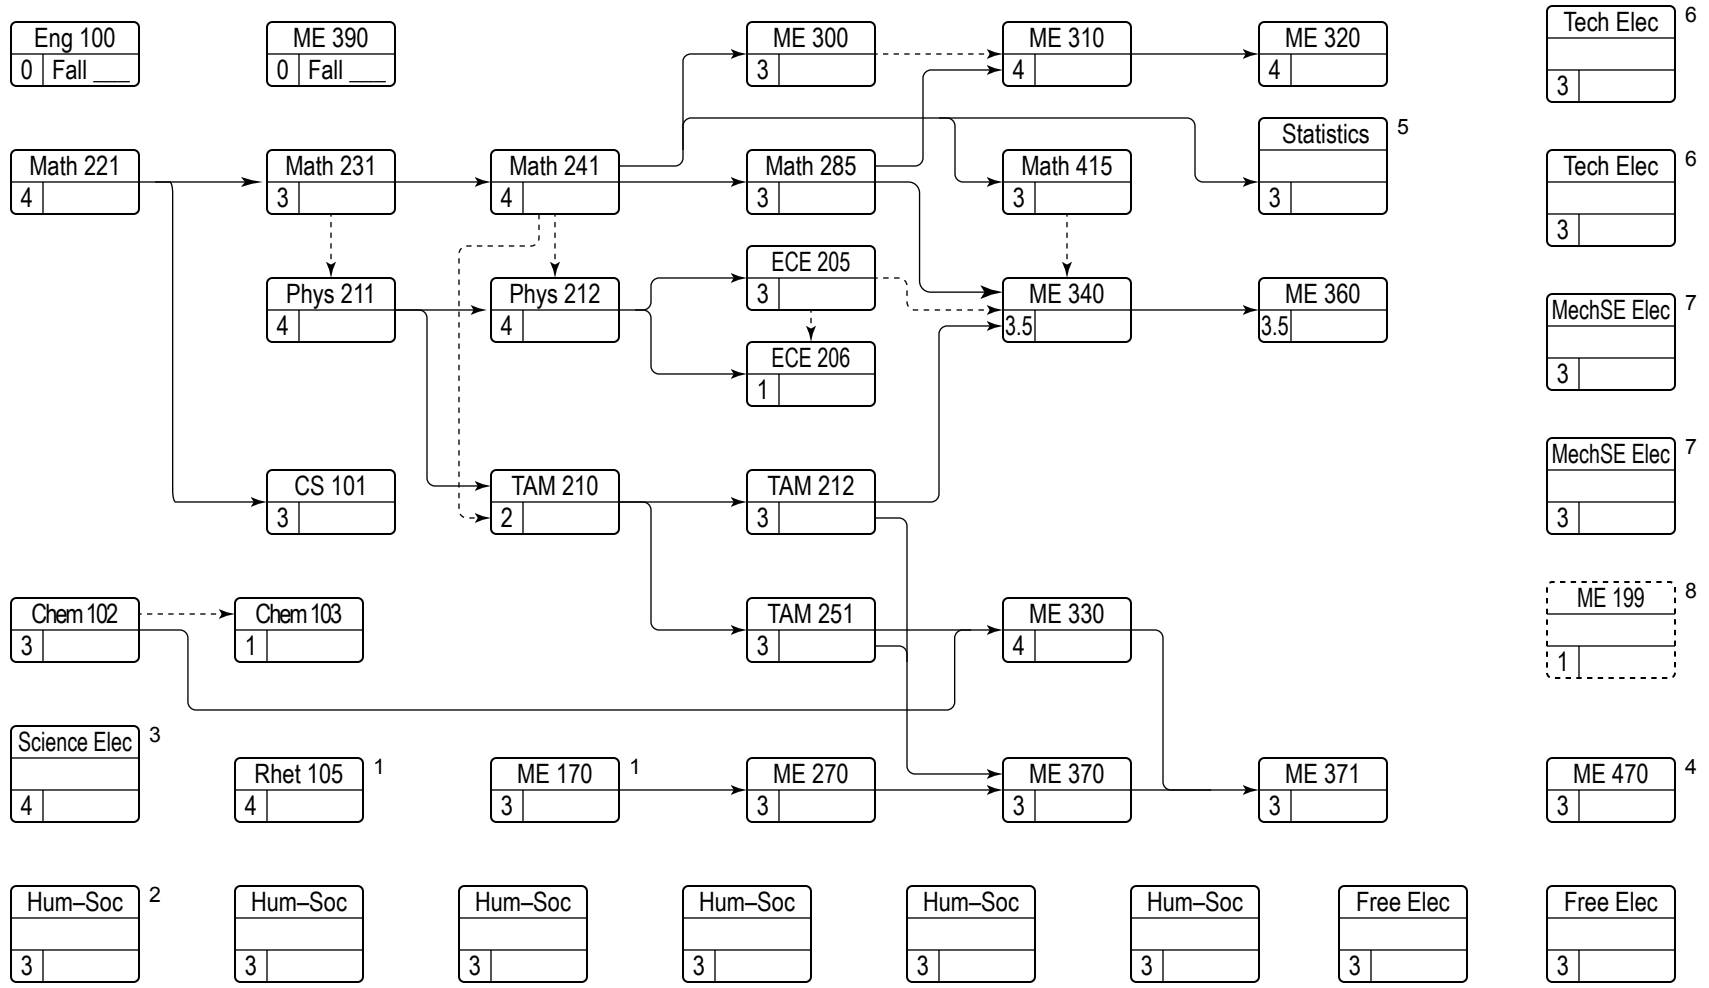 Eng 100
0 Fall ___
ME 390
0 Fall ___
ME 300
3
ME 310
4
ME 320
4
Tech Elec 6
3
Math 221
4
Math 231
3
Math 241
4
Math 285
3
Math 415
3
Statistics 5
3
Tech Elec 6
3
Phys 211
4
Phys 212
4
ECE 205
3
ECE 206
1
ME 340
3.5
ME 360
3.5
MechSE Elec 7
3
CS 101
3
TAM 210
2
TAM 212
3
MechSE Elec 7
3
Chem 102
3
Chem 103
1
TAM 251
3
ME 330
4
ME 199 8
1
Science Elec 3
4
Rhet 105 1
4
ME 170 1
3
ME 270
3
ME 370
3
ME 371
3
ME 470 4
3
Hum–Soc 2
3
Hum–Soc
3
Hum–Soc
3
Hum–Soc
3
Hum–Soc
3
Hum–Soc
3
Free Elec
3
Free Elec
3